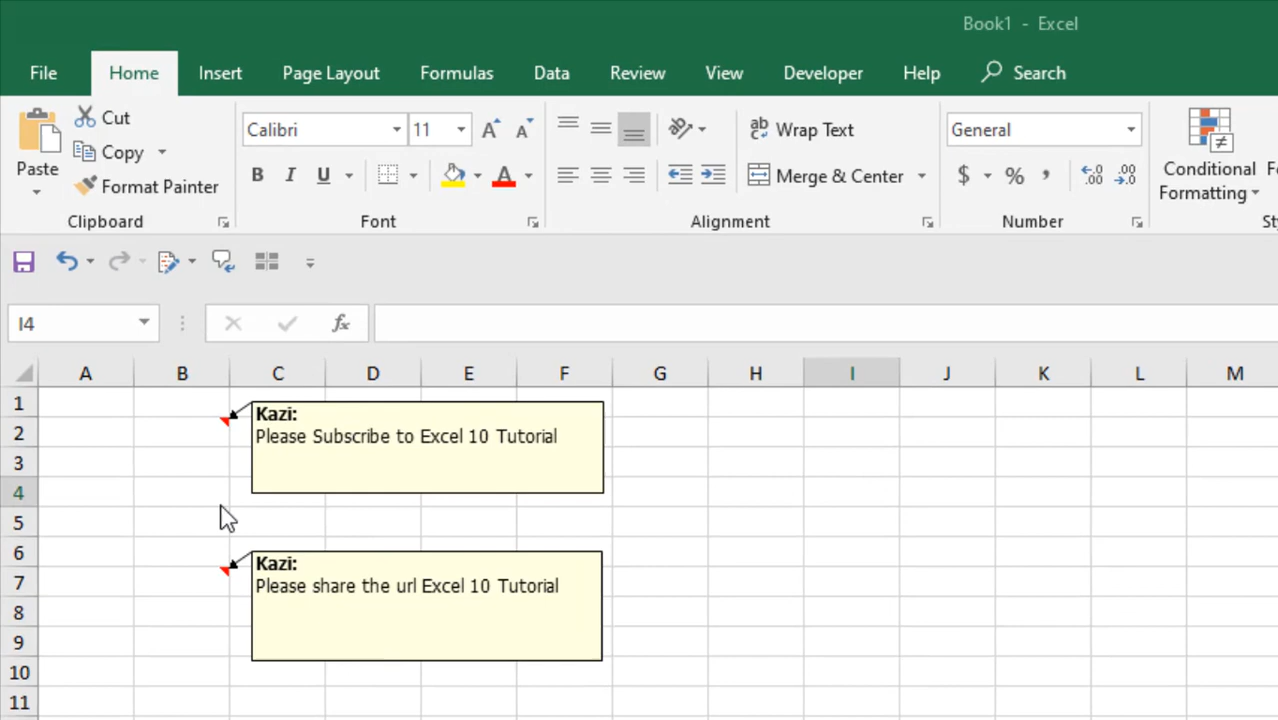 Book1 - Excel
File Home Insert Page Layout Formulas Data Review View Developer Help Search
Cut
Calibri 11 ab Wrap Text General
Copy
Paste Conditional
B I U A Merge & Center $ % , .00 .0
Format Painter Formatting
Clipboard Font Alignment Number
I4 fx
A B C D E F G H I J K L M
1
Kazi:
2
Please Subscribe to Excel 10 Tutorial
3
4
5
6
Kazi:
7
Please share the url Excel 10 Tutorial
8
9
10
11